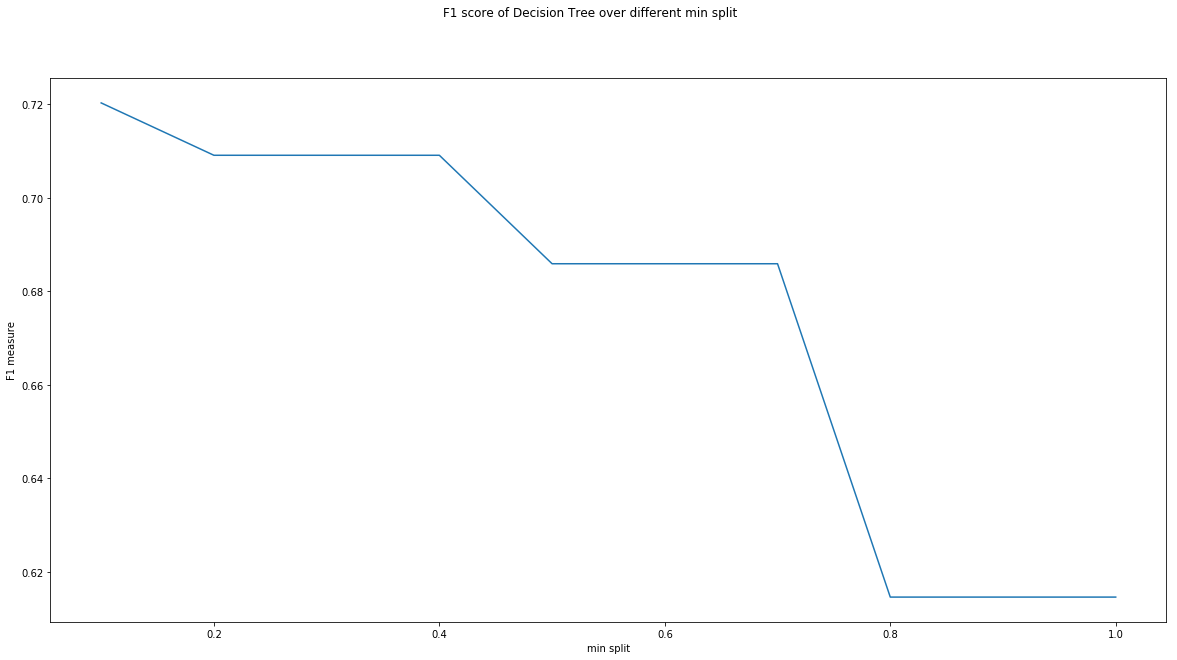 F1 score of Decision Tree over different min split
0.72
0.70
0.68
0.66
0.64
0.62
F1 measure
0.2 0.4 0.6 0.8 1.0
min split